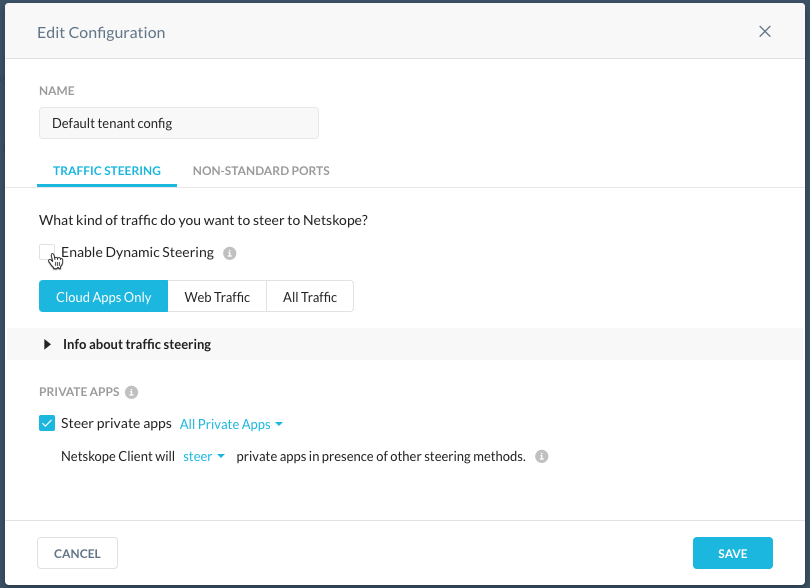 Edit Configuration
NAME
Default tenant config
TRAFFIC STEERING NON-STANDARD PORTS
What kind of traffic do you want to steer to Netskope?
Enable Dynamic Steering
Cloud Apps Only Web Traffic All Traffic
Info about traffic steering
PRIVATE APPS
Steer private apps All Private Apps
Netskope Client will steer private apps in presence of other steering methods.
CANCEL SAVE